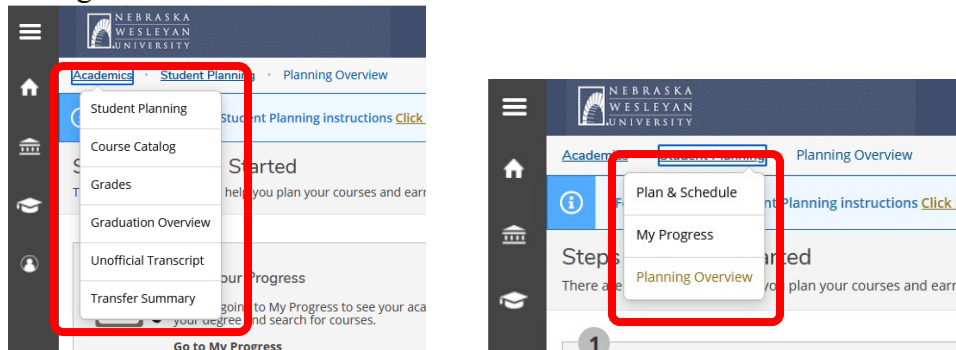 NEBRASKA
WESLEYAN
UNIVERSITY
Academics · Student Planning · Planning Overview
Student Planning
Course Catalog
Grades
Graduation Overview
Unofficial Transcript
Transfer Summary
Student Planning instructions Click
Started
help you plan your courses and earn
our Progress
going to My Progress to see your aca
your degree and search for courses.
Go to My Progress
NEBRASKA
WESLEYAN
UNIVERSITY
Academics Student Planning Planning Overview
Plan & Schedule
My Progress
Planning Overview
nt Planning instructions Click
Steps arted
There are you plan your courses and earn
1